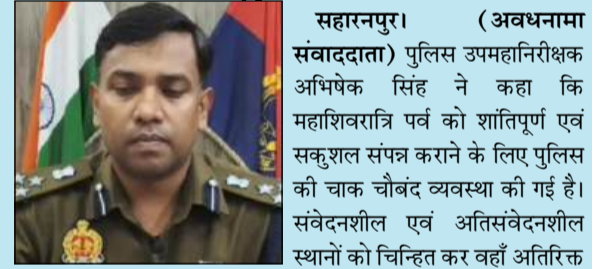 सहारनपुर। (अवधनामा
संवाददाता) पुलिस उपमहानिरीक्षक
अभिषेक सिंह ने कहा कि
महाशिवरात्रि पर्व को शांतिपूर्ण एवं
सकुशल संपन्न कराने के लिए पुलिस
की चाक चौबंद व्यवस्था की गई है।
संवेदनशील एवं अतिसंवेदनशील
स्थानों को चिन्हित कर वहाँ अतिरिक्त